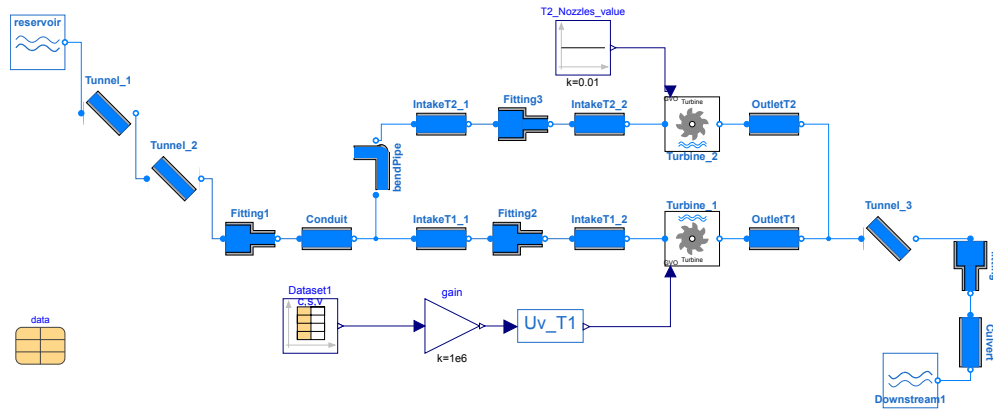 reservoir
T2_Nozzles_value
k=0.01
Tunnel_1
IntakeT2_1
Fitting3
IntakeT2_2
Turbine
OutletT2
Tunnel_2
bendPipe
Turbine_2
Fitting1
Conduit
IntakeT1_1
Fitting2
IntakeT1_2
Turbine_1
OutletT1
Tunnel_3
Turbine
Dataset1
c,s,v
gain
Uv_T1
k=1e6
data
Culvert
Downstream1